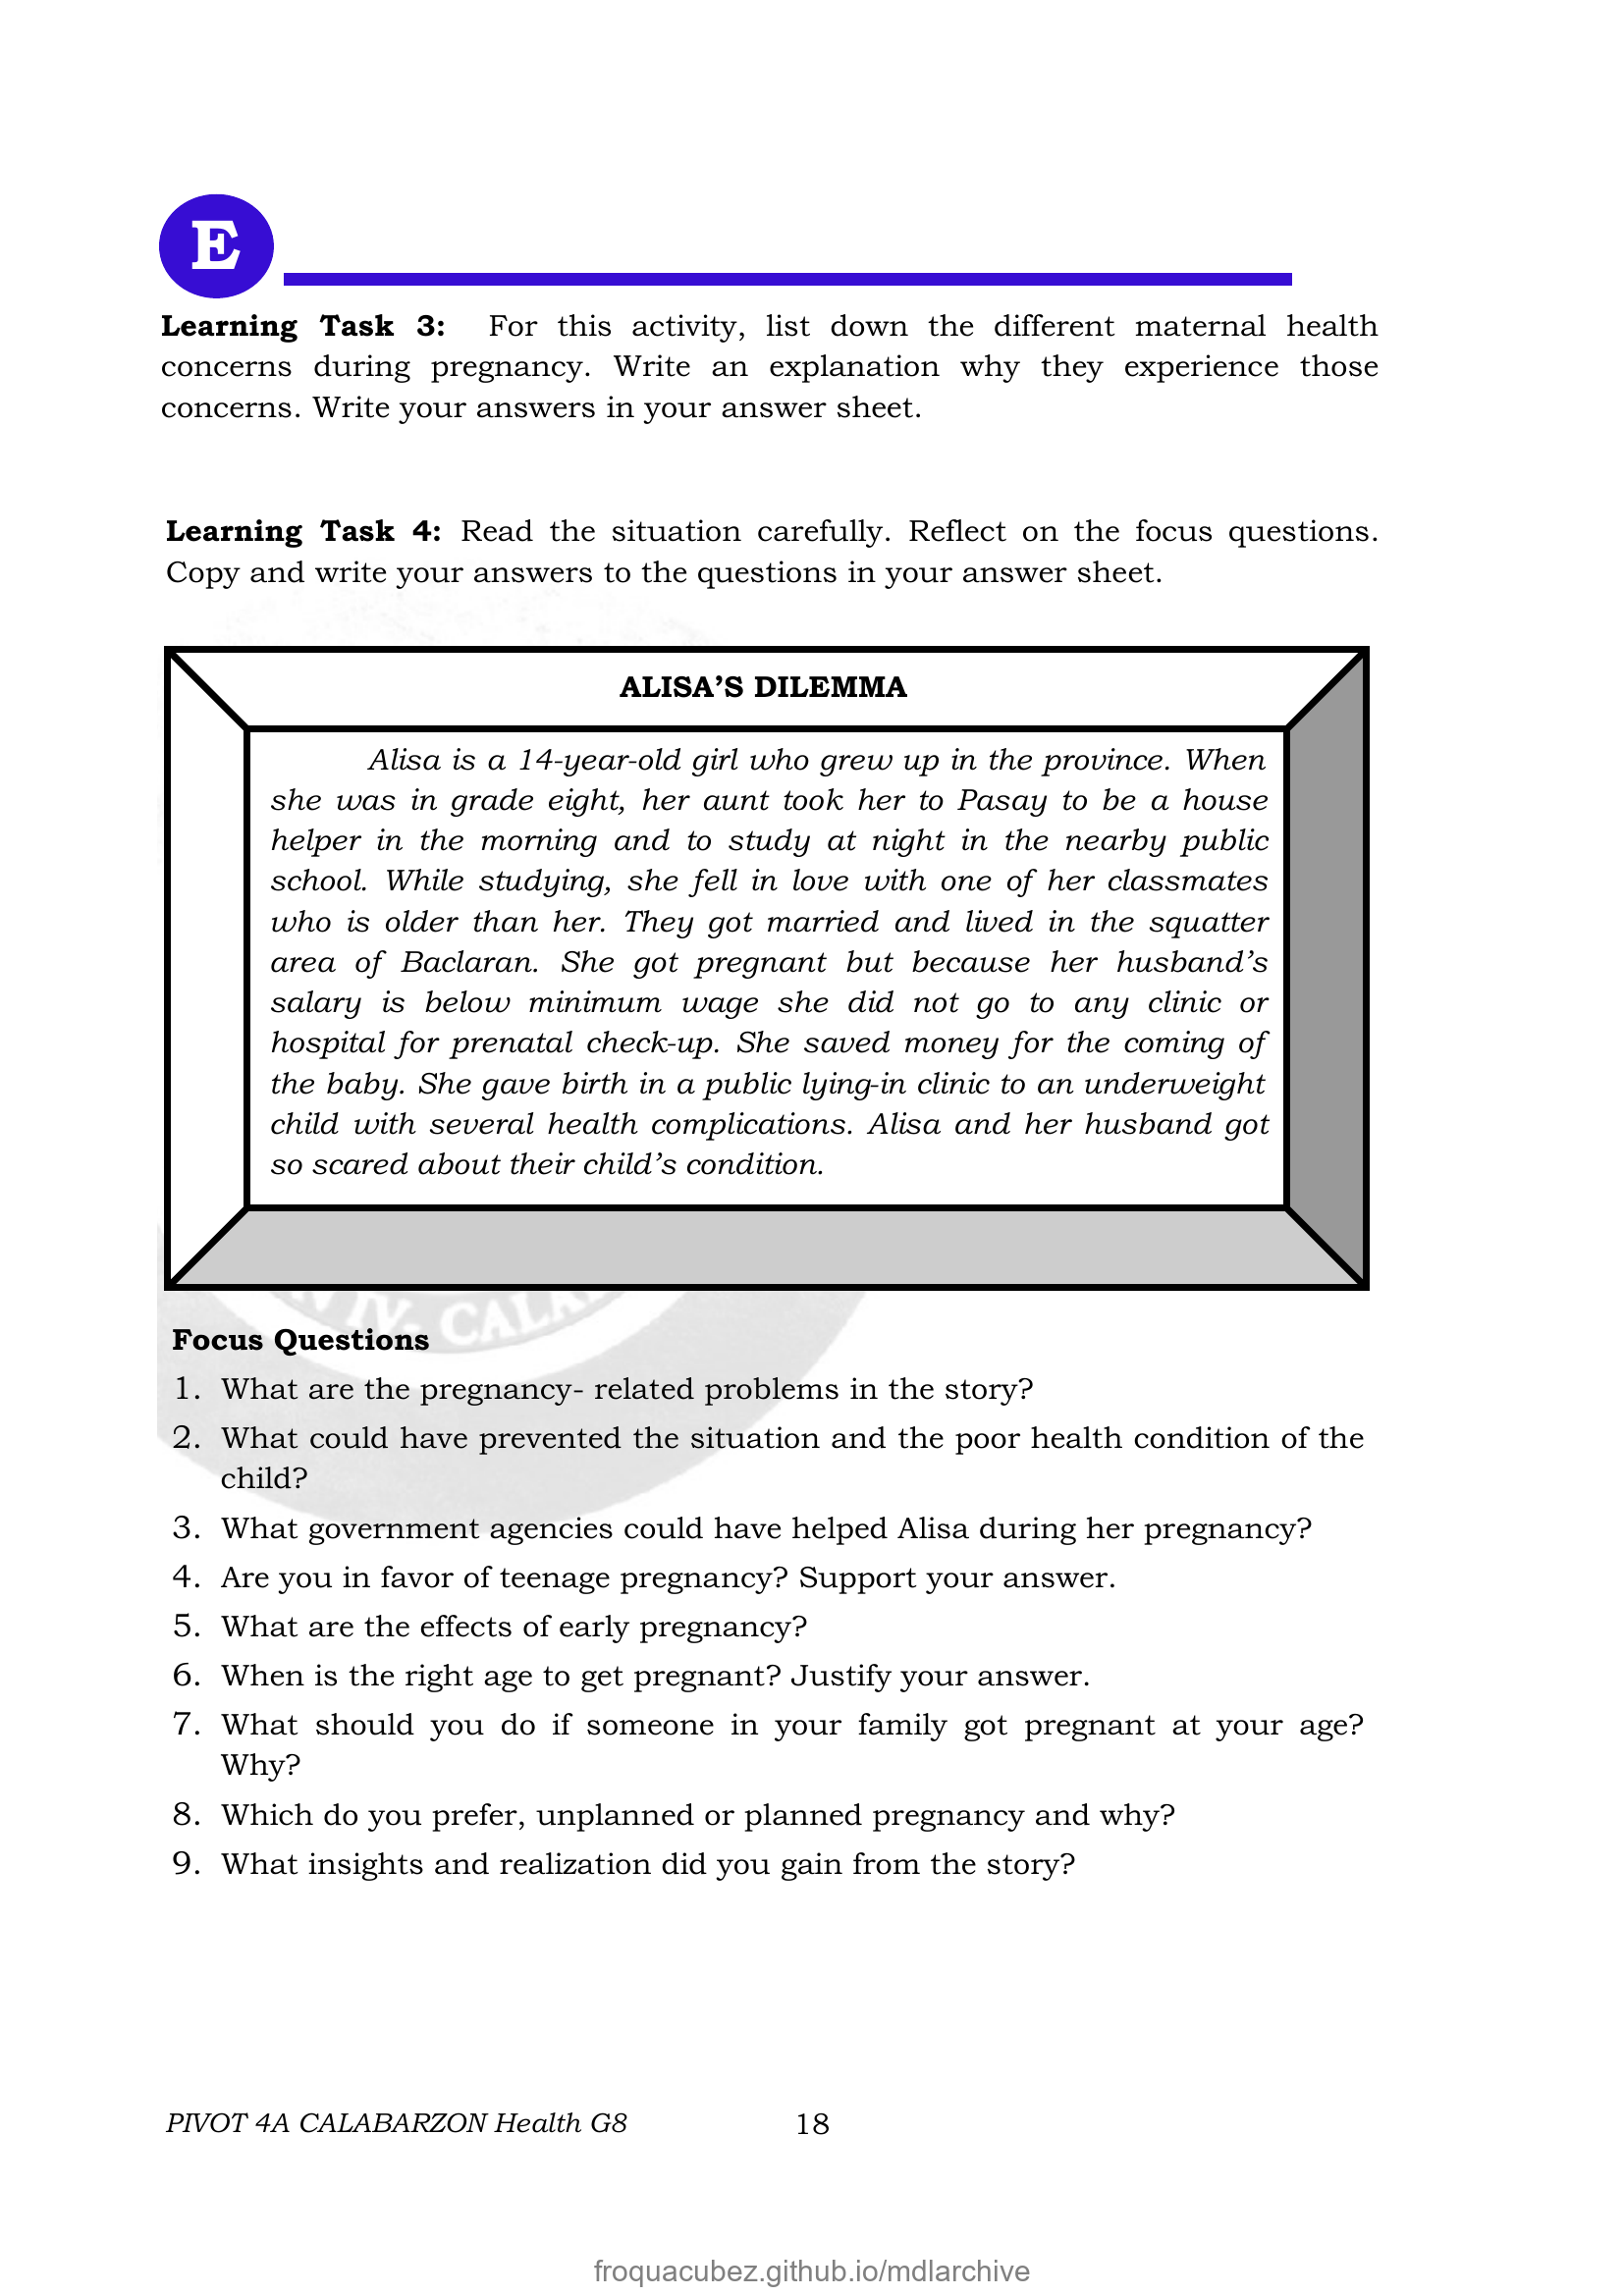 E
Learning Task 3: For this activity, list down the different maternal health
concerns during pregnancy. Write an explanation why they experience those
concerns. Write your answers in your answer sheet.
Learning Task 4: Read the situation carefully. Reflect on the focus questions.
Copy and write your answers to the questions in your answer sheet.
ALISA’S DILEMMA
Alisa is a 14-year-old girl who grew up in the province. When
she was in grade eight, her aunt took her to Pasay to be a house
helper in the morning and to study at night in the nearby public
school. While studying, she fell in love with one of her classmates
who is older than her. They got married and lived in the squatter
area of Baclaran. She got pregnant but because her husband’s
salary is below minimum wage she did not go to any clinic or
hospital for prenatal check-up. She saved money for the coming of
the baby. She gave birth in a public lying-in clinic to an underweight
child with several health complications. Alisa and her husband got
so scared about their child’s condition.
IV. CALA
Focus Questions
1. What are the pregnancy- related problems in the story?
2. What could have prevented the situation and the poor health condition of the
child?
3. What government agencies could have helped Alisa during her pregnancy?
4. Are you in favor of teenage pregnancy? Support your answer.
5. What are the effects of early pregnancy?
6. When is the right age to get pregnant? Justify your answer.
7. What should you do if someone in your family got pregnant at your age?
Why?
8. Which do you prefer, unplanned or planned pregnancy and why?
9. What insights and realization did you gain from the story?
PIVOT 4A CALABARZON Health G8 18
froquacubez.github.io/mdlarchive